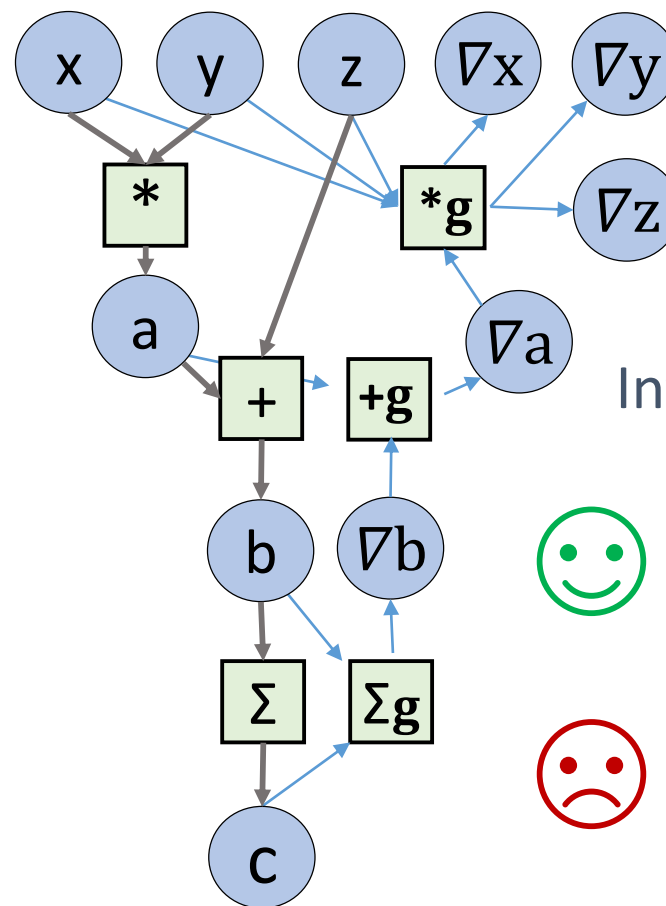 x y z ∇x ∇y
* *g ∇z
a ∇a
+ +g In
b ∇b
Σ Σg
c